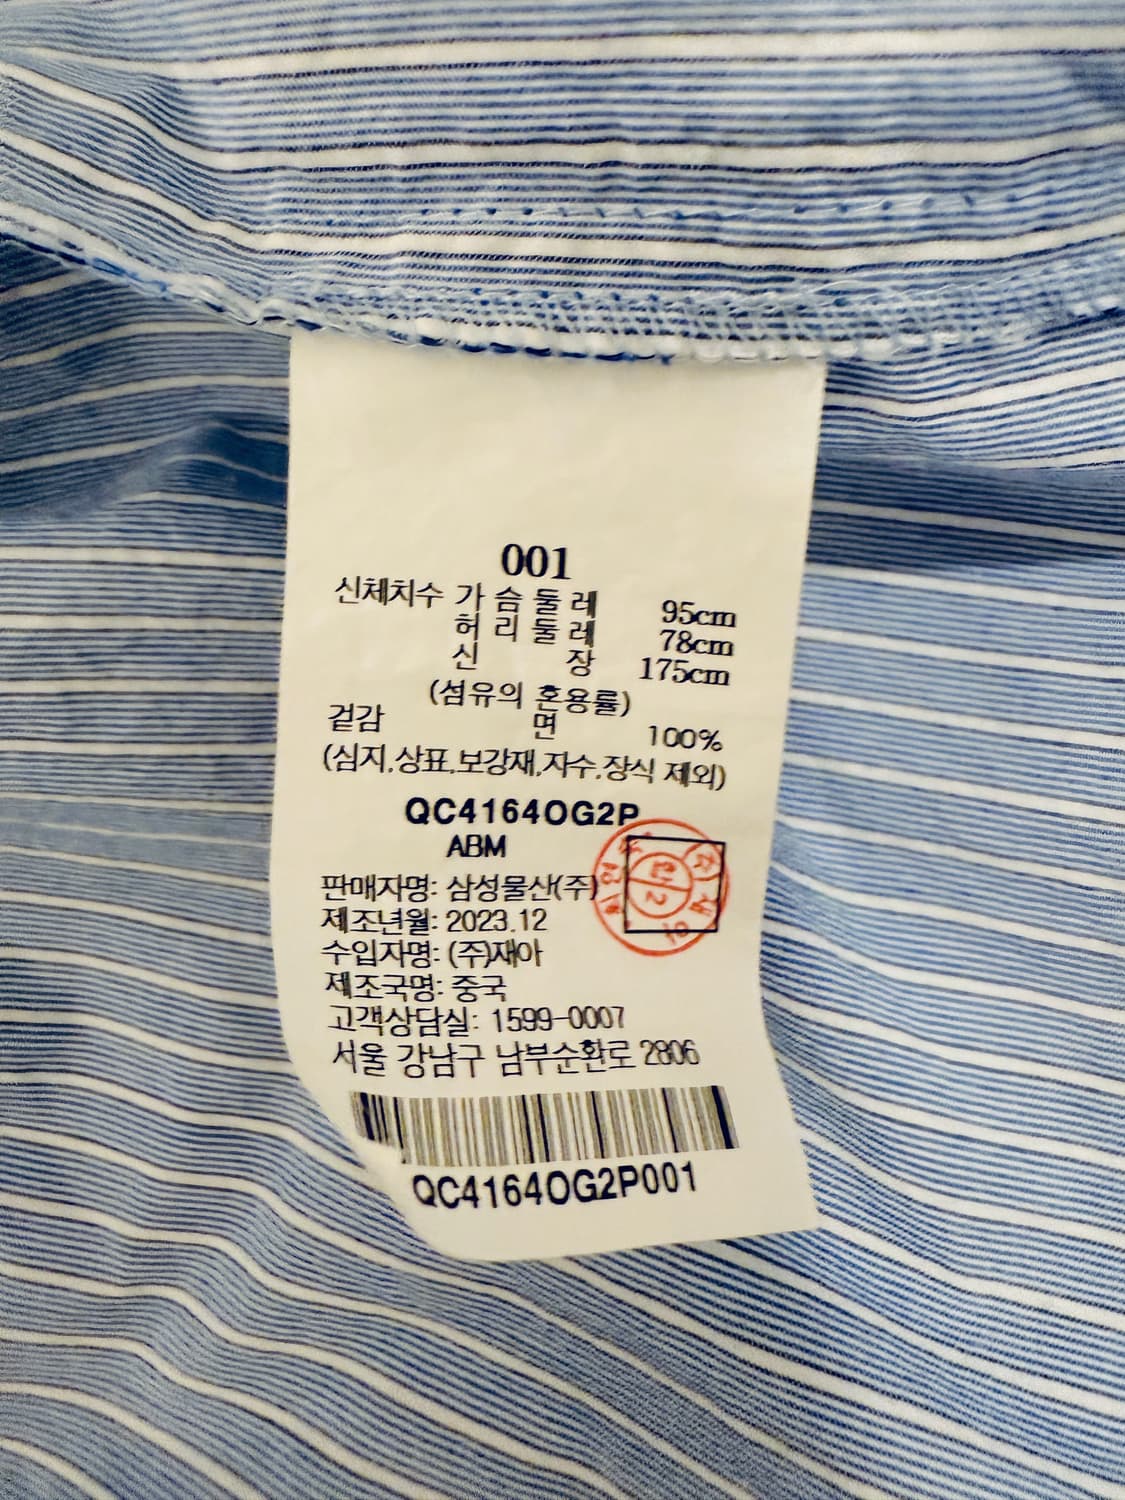 001
신체치수 가슴둘레 95cm
허리둘레 78cm
신장 175cm
(섬유의 혼용률)
겉감 면 100%
(심지,상표,보강재,자수,장식 제외)
QC4164OG2P
ABM
판매자명: 삼성물산(주)
제조년월: 2023.12
수입자명: (주)재아
제조국명: 중국
고객상담실: 1599-0007
서울 강남구 남부순환로 2806
QC4164OG2P001